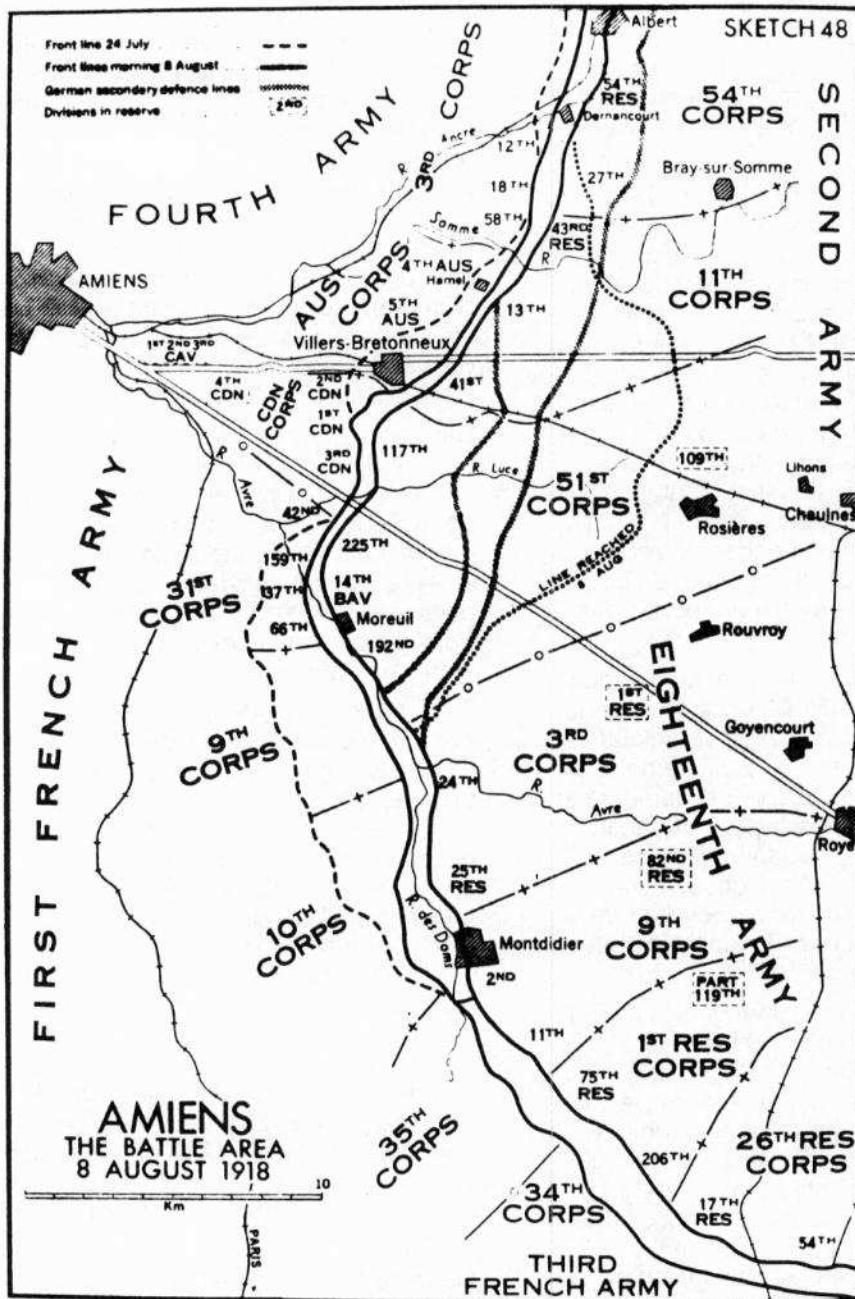 SKETCH 48
Front line 24 July
Front lines morning 8 August
German secondary defence lines
Divisions in reserve
2ND
FOURTH ARMY
3RD CORPS
R Ancre
Albert
54TH RES
Dernancourt
54TH CORPS
SECOND ARMY
12TH
18TH
58TH
27TH
Bray-sur-Somme
Somme
R
43RD RES
11TH CORPS
AMIENS
AUS CORPS
4TH AUS
Hamel
5TH AUS
13TH
Villers-Bretonneux
1ST 2ND 3RD CAV
4TH CDN
CDN CORPS
2ND CDN
1ST CDN
3RD CDN
41ST
117TH
R Luce
R Avre
42ND
51ST CORPS
109TH
Lihons
Rosières
Chaulnes
LINE REACHED 8 AUG
FIRST FRENCH ARMY
31ST CORPS
159TH
37TH
66TH
225TH
14TH BAV
Moreuil
192ND
Rouvroy
EIGHTEENTH ARMY
1ST RES
Goyencourt
9TH CORPS
3RD CORPS
24TH
R. Avre
Roye
25TH RES
82ND RES
10TH CORPS
R. des Doms
Montdidier
2ND
9TH CORPS
PART 119TH
11TH
1ST RES CORPS
75TH RES
35TH CORPS
26TH RES CORPS
206TH
34TH CORPS
17TH RES
54TH
THIRD
FRENCH ARMY
AMIENS
THE BATTLE AREA
8 AUGUST 1918
10
Km
PARIS